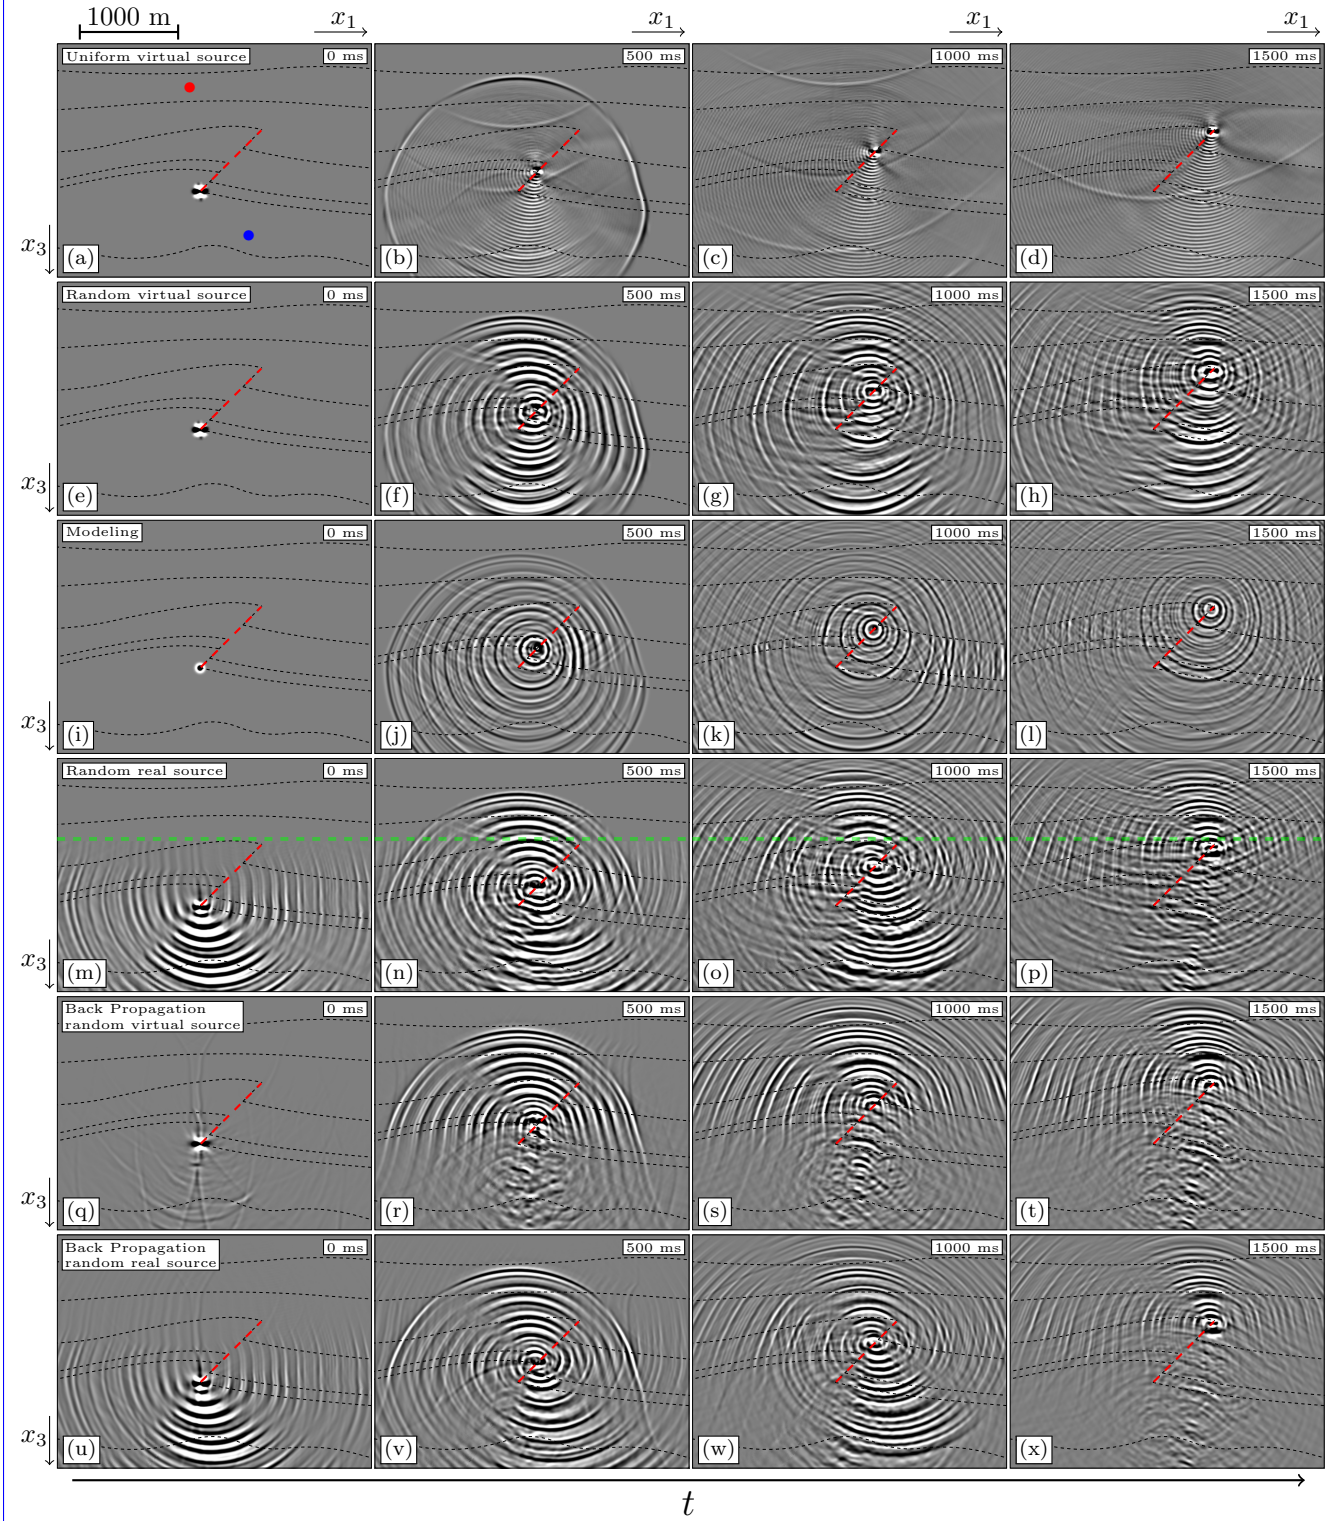 1000 m
x1 x1 x1 x1
Uniform virtual source 0 ms 500 ms 1000 ms 1500 ms
x3
(a) (b) (c) (d)
Random virtual source 0 ms 500 ms 1000 ms 1500 ms
x3
(e) (f) (g) (h)
Modeling 0 ms 500 ms 1000 ms 1500 ms
x3
(i) (j) (k) (l)
Random real source 0 ms 500 ms 1000 ms 1500 ms
x3
(m) (n) (o) (p)
Back Propagation 0 ms 500 ms 1000 ms 1500 ms
random virtual source
x3
(q) (r) (s) (t)
Back Propagation 0 ms 500 ms 1000 ms 1500 ms
random real source
x3
(u) (v) (w) (x)
t